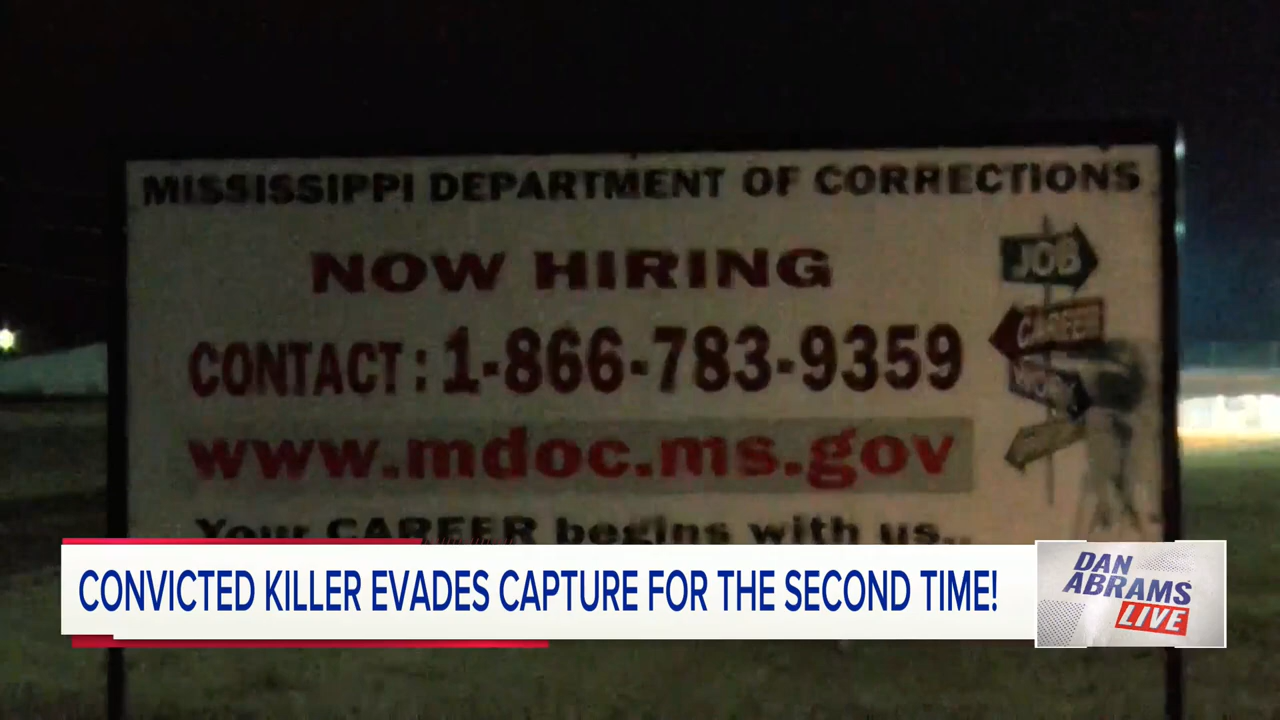 MISSISSIPPI DEPARTMENT OF CORRECTIONS
NOW HIRING
CONTACT: 1-866-783-9359
www.mdoc.ms.gov
Your CAREER begins with us...
JOB
CAREER
WORK
CONVICTED KILLER EVADES CAPTURE FOR THE SECOND TIME!
DAN
ABRAMS
LIVE